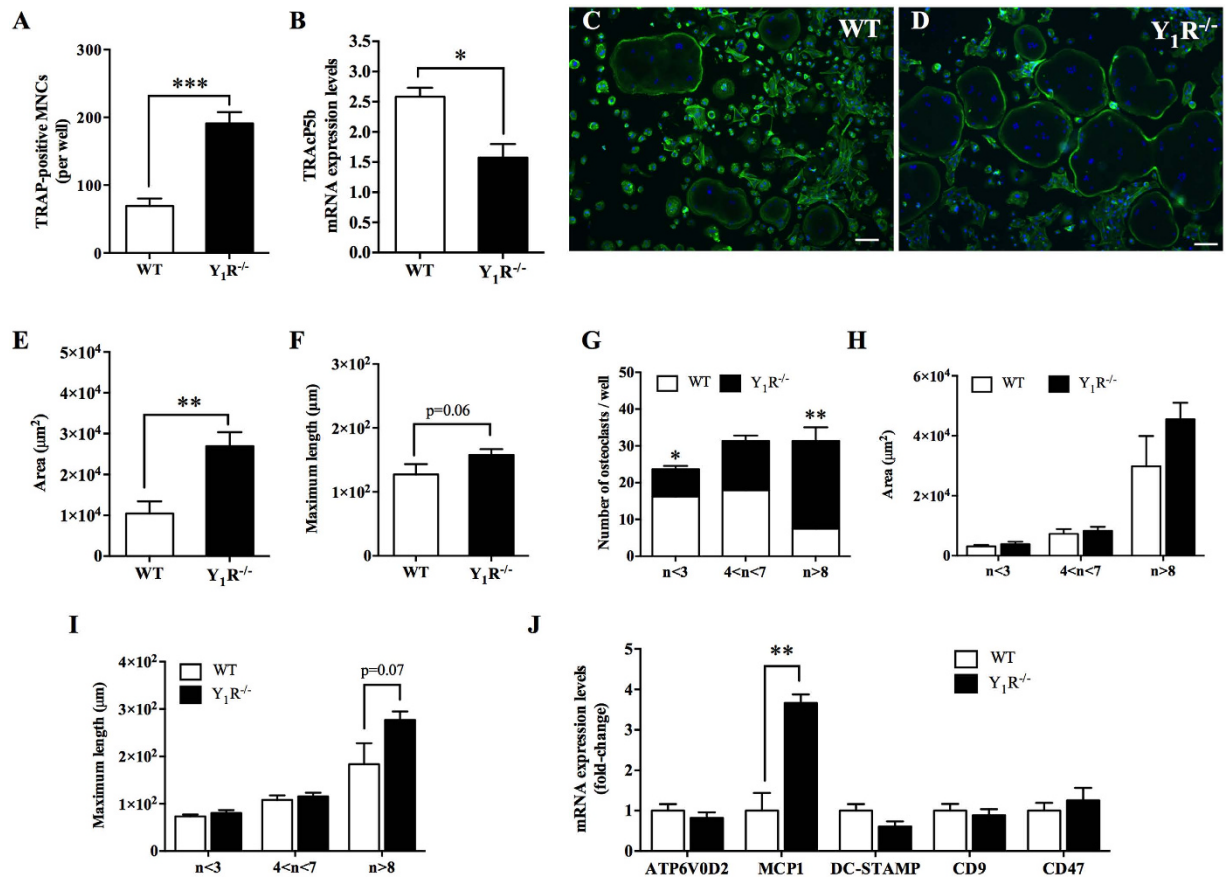 A
TRAP-positive MNCs
(per well)
300
200
100
0
***
WT
Y₁R⁻/⁻
B
TRAcP5b
mRNA expression levels
3.5
3.0
2.5
2.0
1.5
1.0
0.5
0.0
*
WT
Y₁R⁻/⁻
C
WT
D
Y₁R⁻/⁻
E
Area (μm²)
5×10⁴
4×10⁴
3×10⁴
2×10⁴
1×10⁴
0
**
WT
Y₁R⁻/⁻
F
Maximum length (μm)
3×10²
2×10²
1×10²
0
p=0.06
WT
Y₁R⁻/⁻
G
Number of osteoclasts / well
50
40
30
20
10
0
WT
Y₁R⁻/⁻
*
**
n<3
4<n<7
n>8
H
Area (μm²)
6×10⁴
4×10⁴
2×10⁴
0
WT
Y₁R⁻/⁻
n<3
4<n<7
n>8
I
Maximum length (μm)
4×10²
3×10²
2×10²
1×10²
0
WT
Y₁R⁻/⁻
p=0.07
n<3
4<n<7
n>8
J
mRNA expression levels
(fold-change)
5
4
3
2
1
0
**
WT
Y₁R⁻/⁻
ATP6V0D2
MCP1
DC-STAMP
CD9
CD47